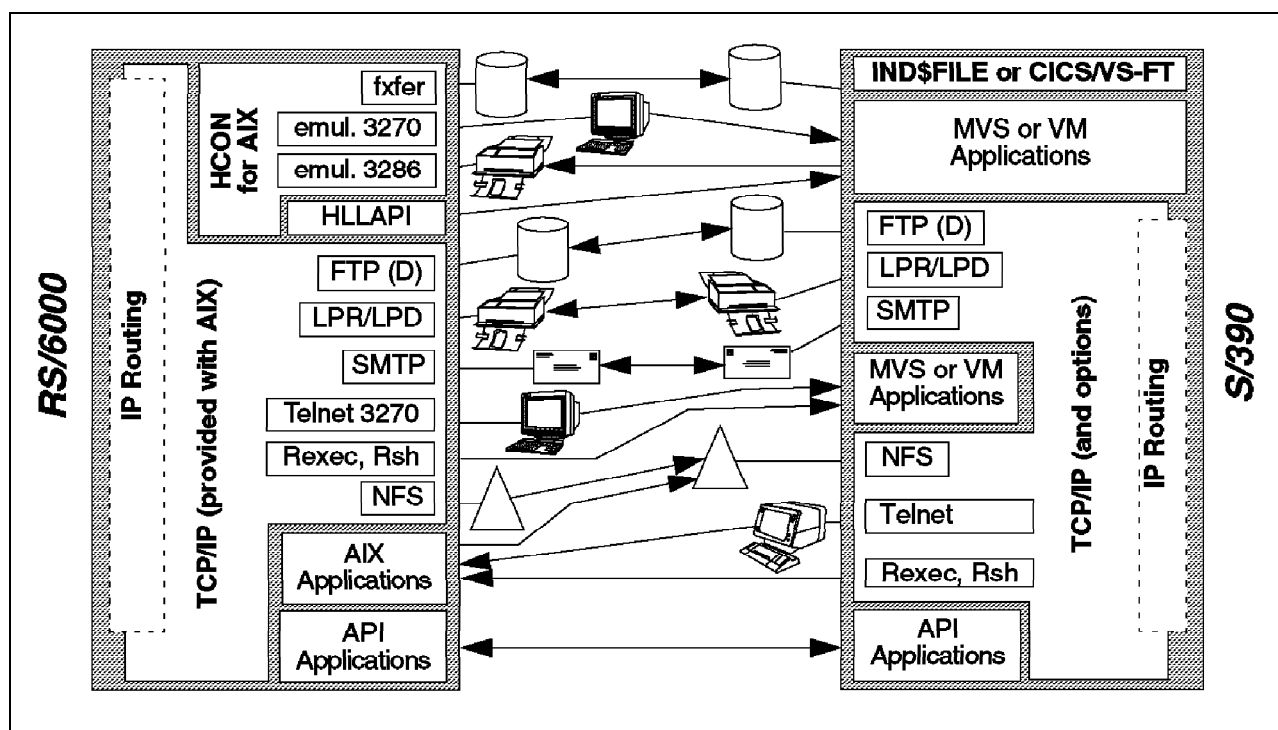 RS/6000
IP Routing
TCP/IP (provided with AIX)
HCON
for AIX
fxfer
emul. 3270
emul. 3286
HLLAPI
FTP (D)
LPR/LPD
SMTP
Telnet 3270
Rexec, Rsh
NFS
AIX
Applications
API
Applications
IND$FILE or CICS/VS-FT
MVS or VM
Applications
FTP (D)
LPR/LPD
SMTP
MVS or VM
Applications
NFS
Telnet
Rexec, Rsh
API
Applications
TCP/IP (and options)
IP Routing
S/390